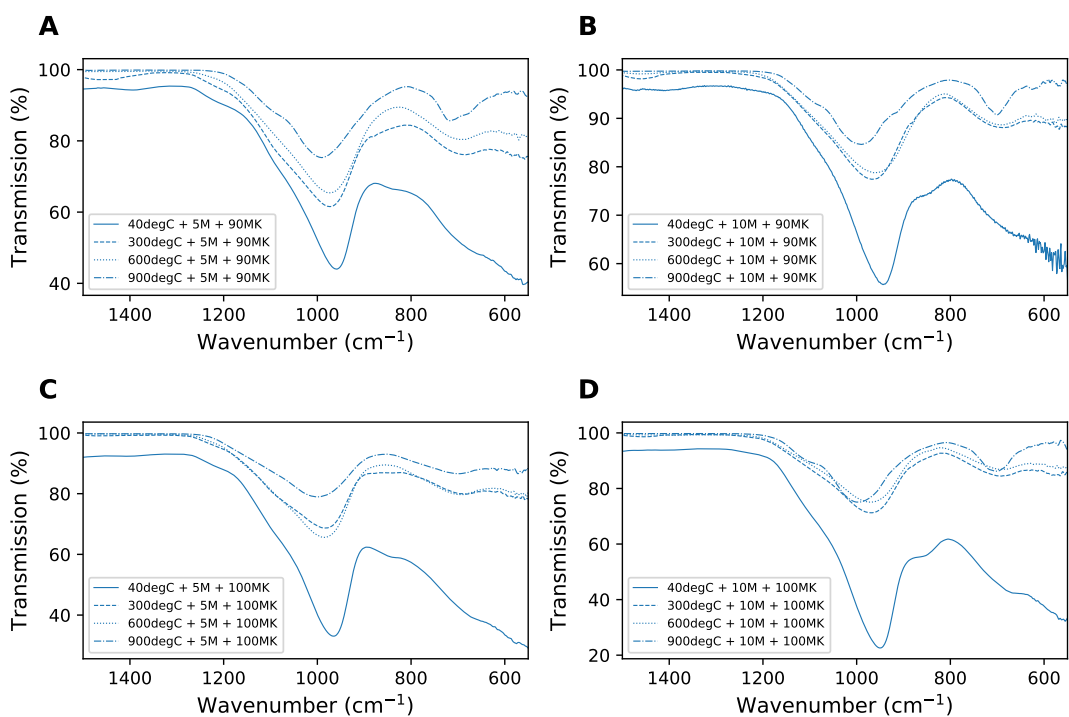 A
Transmission (%)
100
80
60
40
40degC + 5M + 90MK
300degC + 5M + 90MK
600degC + 5M + 90MK
900degC + 5M + 90MK
1400 1200 1000 800 600
Wavenumber (cm⁻¹)
B
Transmission (%)
100
90
80
70
60
40degC + 10M + 90MK
300degC + 10M + 90MK
600degC + 10M + 90MK
900degC + 10M + 90MK
1400 1200 1000 800 600
Wavenumber (cm⁻¹)
C
Transmission (%)
100
80
60
40
40degC + 5M + 100MK
300degC + 5M + 100MK
600degC + 5M + 100MK
900degC + 5M + 100MK
1400 1200 1000 800 600
Wavenumber (cm⁻¹)
D
Transmission (%)
100
80
60
40
20
40degC + 10M + 100MK
300degC + 10M + 100MK
600degC + 10M + 100MK
900degC + 10M + 100MK
1400 1200 1000 800 600
Wavenumber (cm⁻¹)